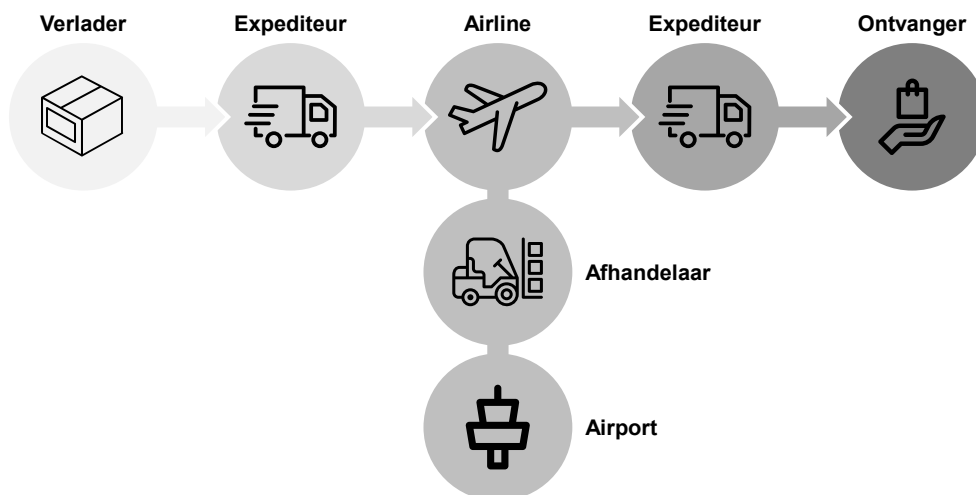 Verlader
Expediteur
Airline
Expediteur
Ontvanger
Afhandelaar
Airport